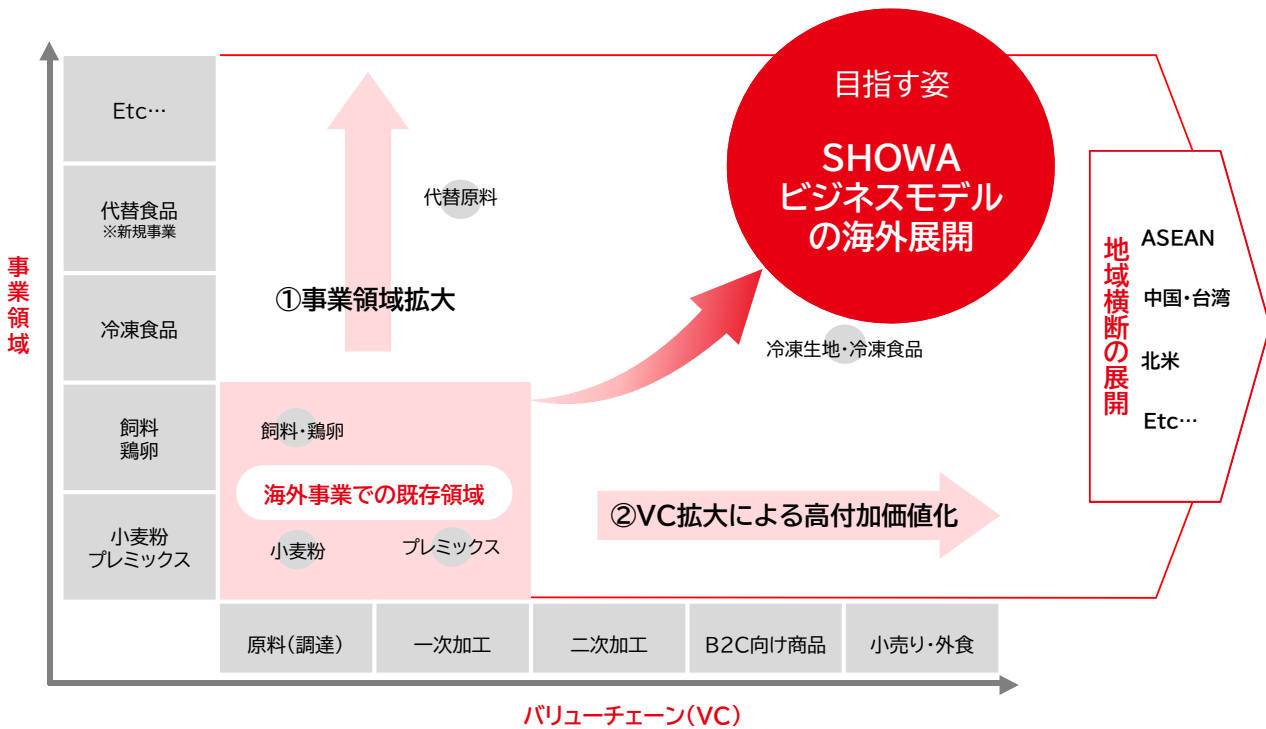 事業領域
Etc…
代替食品
※新規事業
冷凍食品
飼料
鶏卵
小麦粉
プレミックス
代替原料
①事業領域拡大
目指す姿
SHOWA
ビジネスモデル
の海外展開
冷凍生地・冷凍食品
飼料・鶏卵
海外事業での既存領域
小麦粉
プレミックス
②VC拡大による高付加価値化
地域横断の展開
ASEAN
中国・台湾
北米
Etc…
原料(調達)
一次加工
二次加工
B2C向け商品
小売り・外食
バリューチェーン(VC)